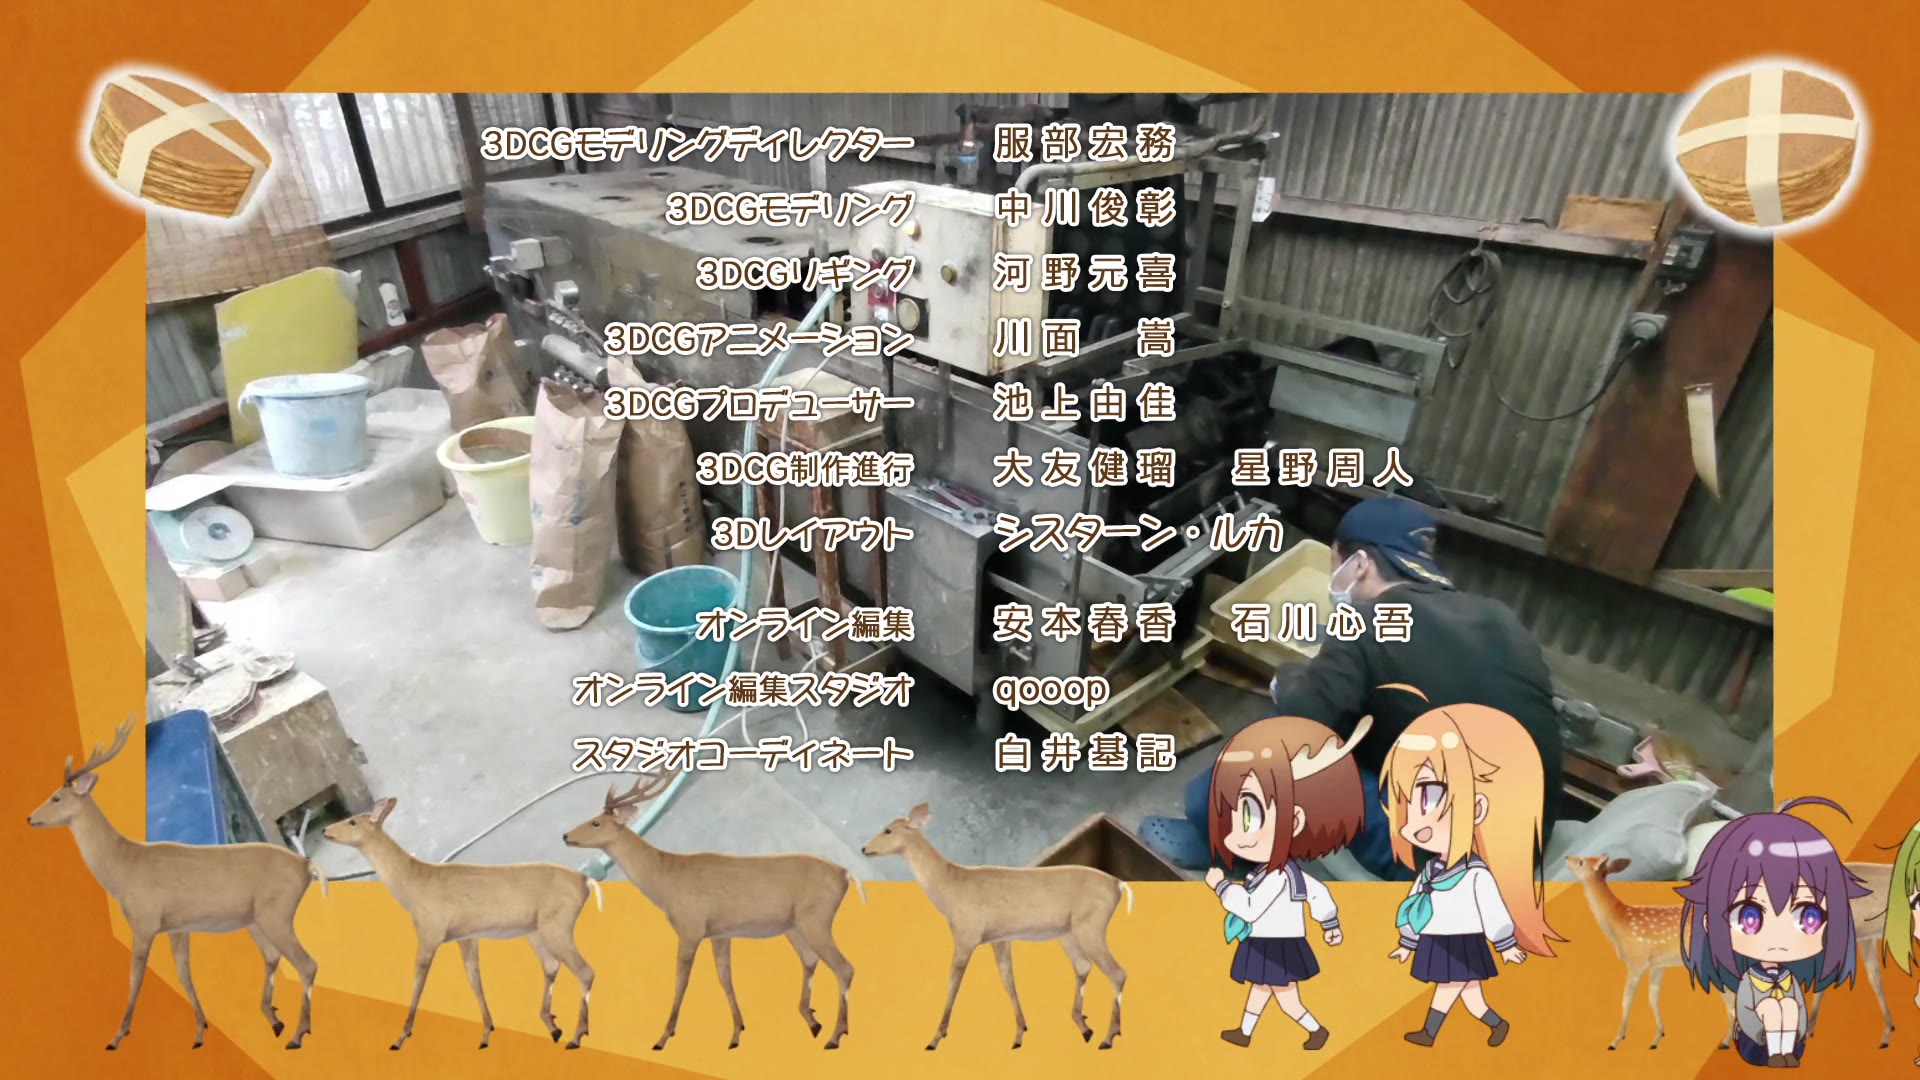 3DCGモデリングディレクター 服部宏務
3DCGモデリング 中川俊彰
3DCGリギング 河野元喜
3DCGアニメーション 川面 嵩
3DCGプロデューサー 池上由佳
3DCG制作進行 大友健瑠 星野周人
3Dレイアウト シスターン・ルカ
オンライン編集 安本春香 石川心吾
オンライン編集スタジオ qooop
スタジオコーディネート 白井基記